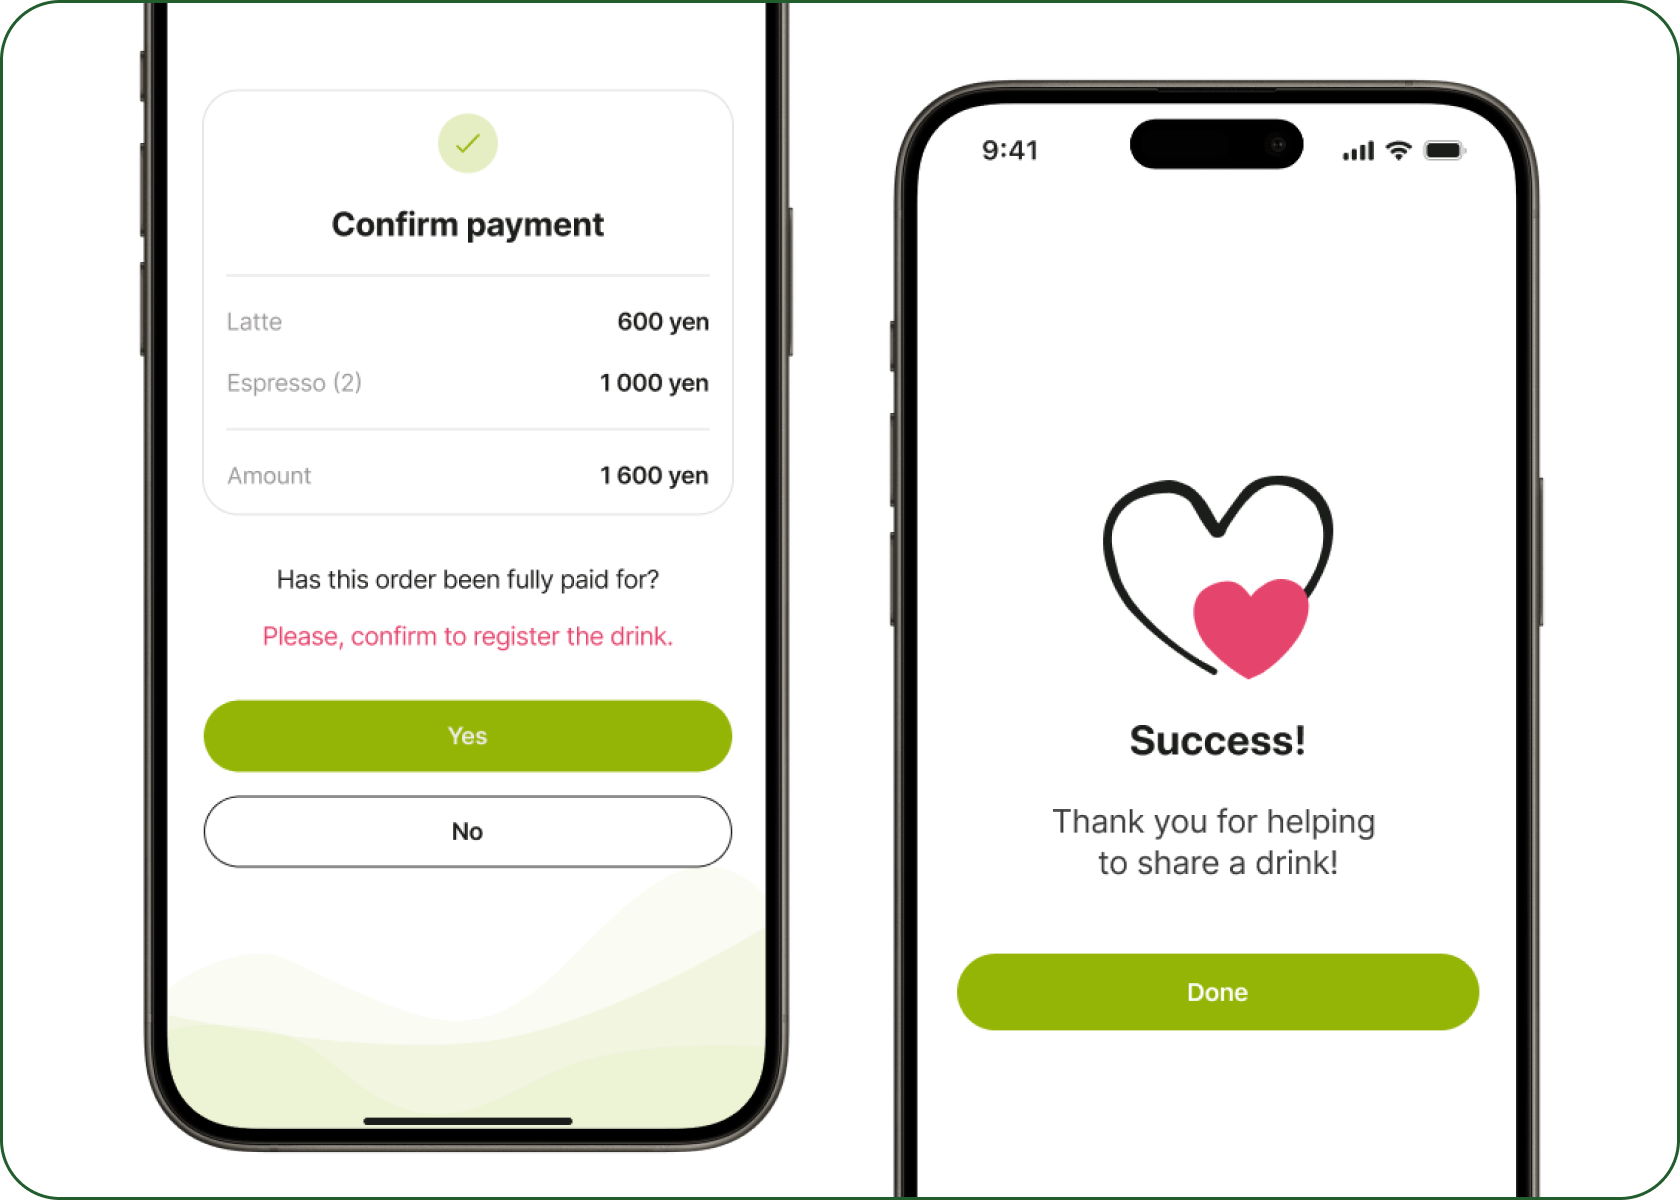 Confirm payment
Latte 600 yen
Espresso (2) 1 000 yen
Amount 1 600 yen
Has this order been fully paid for?
Please, confirm to register the drink.
Yes
No
9:41
Success!
Thank you for helping
to share a drink!
Done